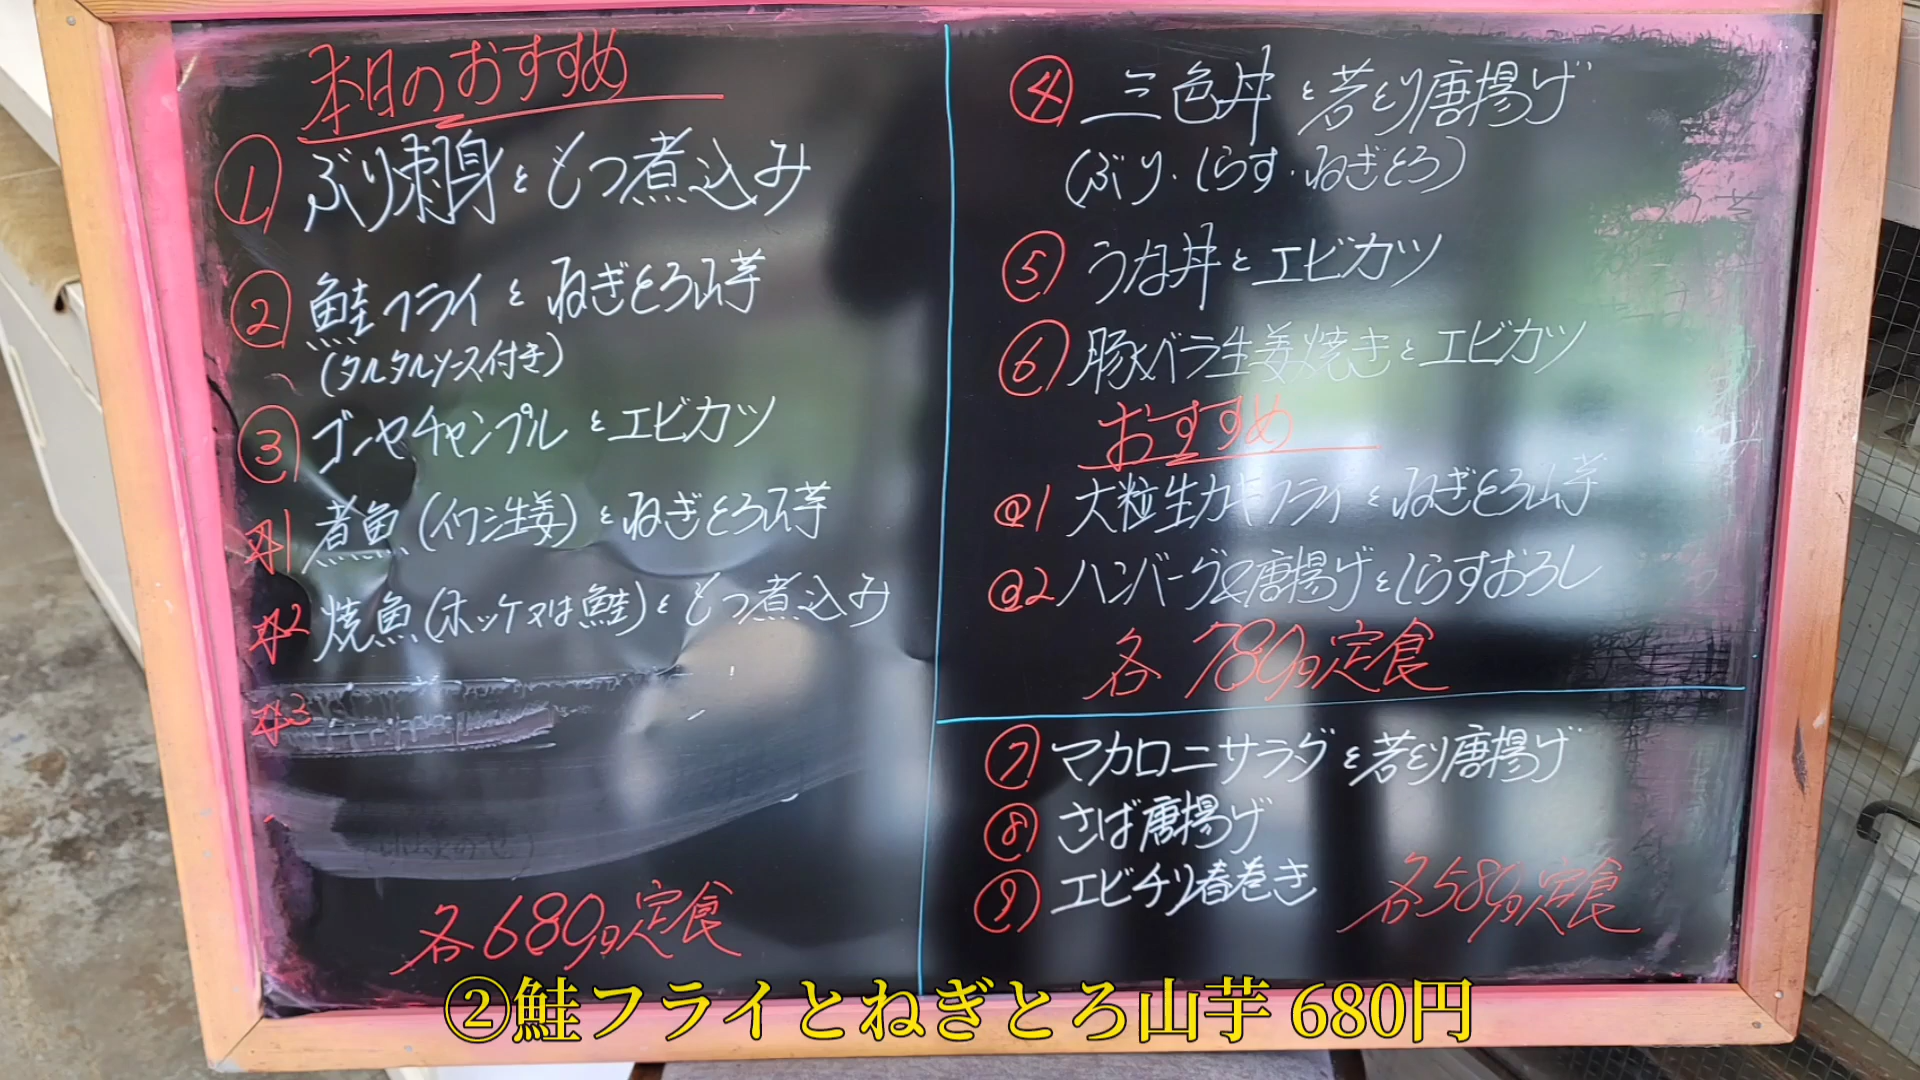 本日のおすすめ
① ぶり刺身ともつ煮込み
② 鮭フライとねぎとろ山芋
(タルタルソース付き)
③ ゴーヤチャンプルとエビカツ
煮魚(イワシ生姜)とねぎとろ山芋
焼魚(ホッケ又は鮭)ともつ煮込み
各680円定食
④ 三色丼と若とり唐揚げ
(ぶり・しらす・ねぎとろ)
⑤ うな丼とエビカツ
⑥ 豚バラ生姜焼きとエビカツ
おすすめ
@1 大粒生カキフライとねぎとろ山芋
@2 ハンバーグ&唐揚げとしらすおろし
各780円定食
⑦ マカロニサラダと若とり唐揚げ
⑧ さば唐揚げ
⑨ エビチリ春巻き
各580円定食
②鮭フライとねぎとろ山芋 680円